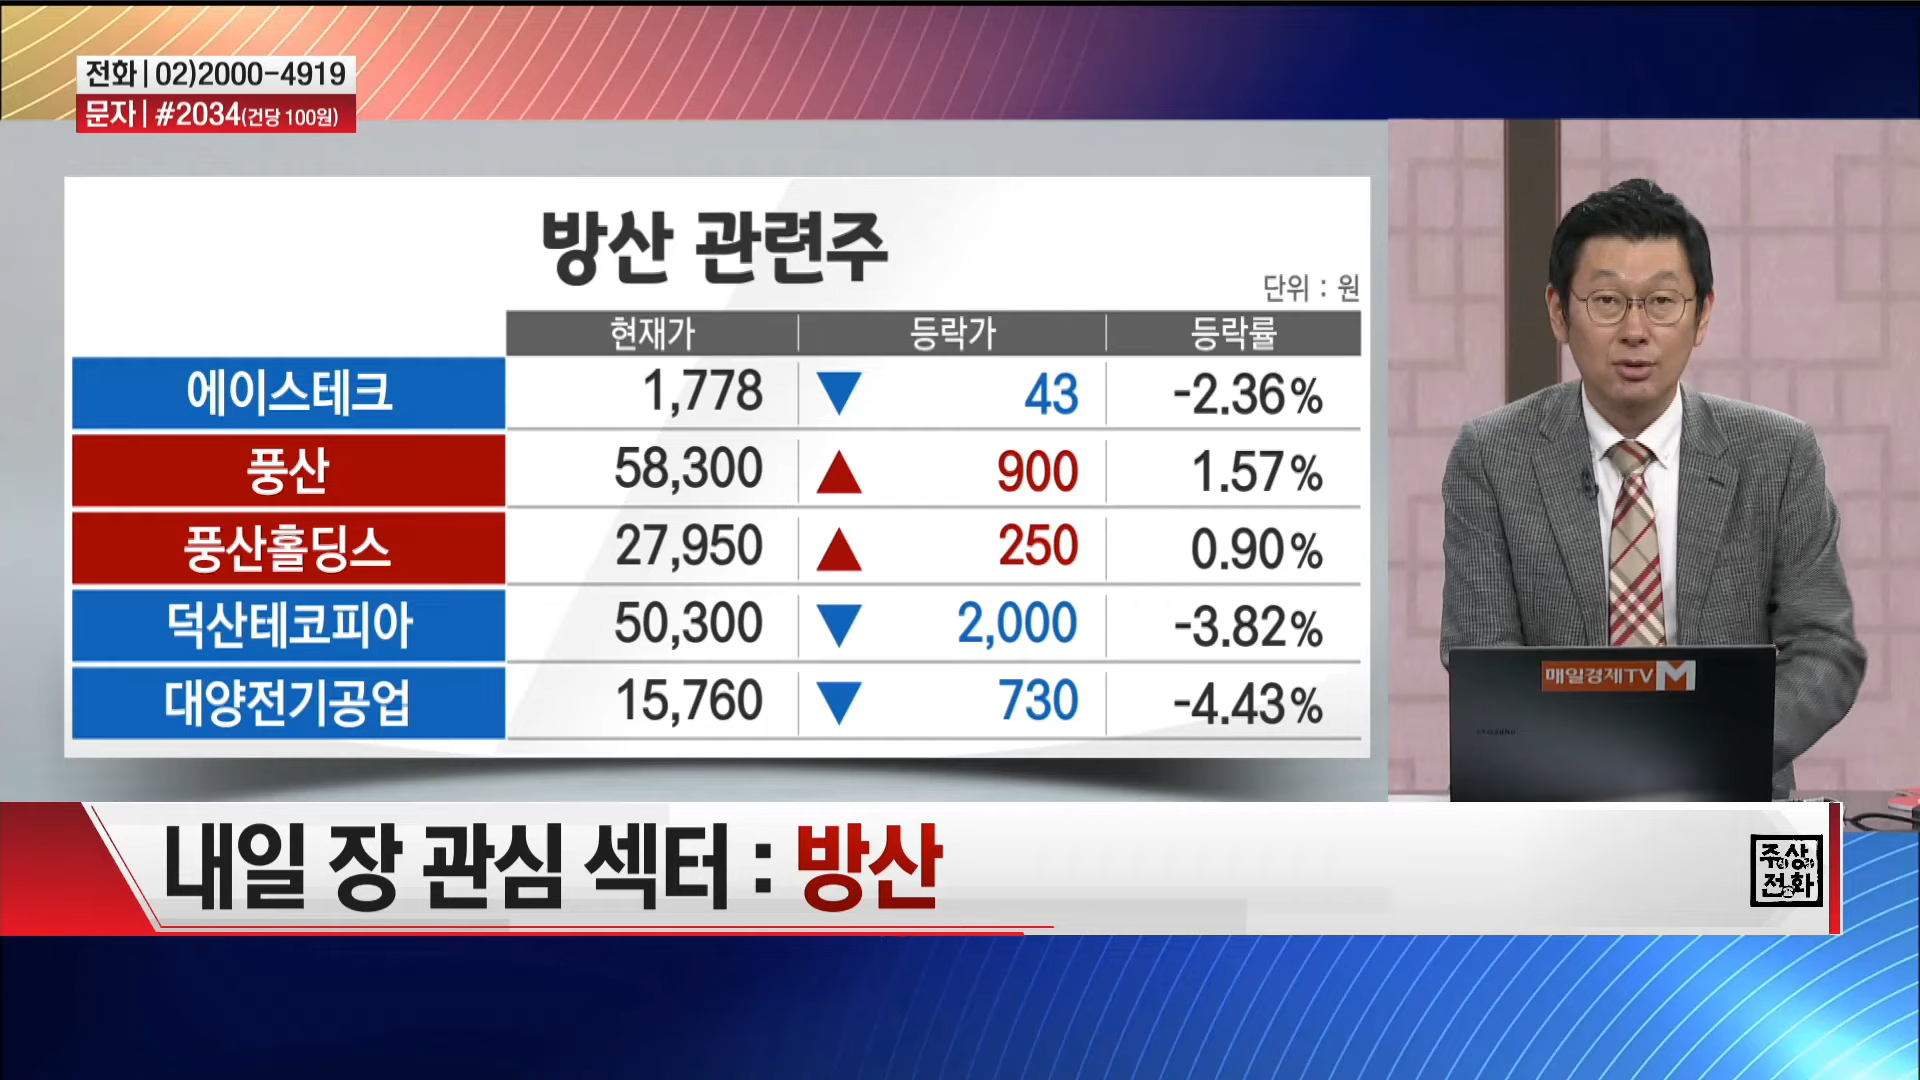 전화 | 02)2000-4919
문자 | #2034(건당 100원)
방산 관련주
단위 : 원
현재가 등락가 등락률
에이스테크 1,778 ▼ 43 -2.36%
풍산 58,300 ▲ 900 1.57%
풍산홀딩스 27,950 ▲ 250 0.90%
덕산테코피아 50,300 ▼ 2,000 -3.82%
대양전기공업 15,760 ▼ 730 -4.43%
매일경제TV M
SAMSUNG
내일 장 관심 섹터 : 방산
주상
전화